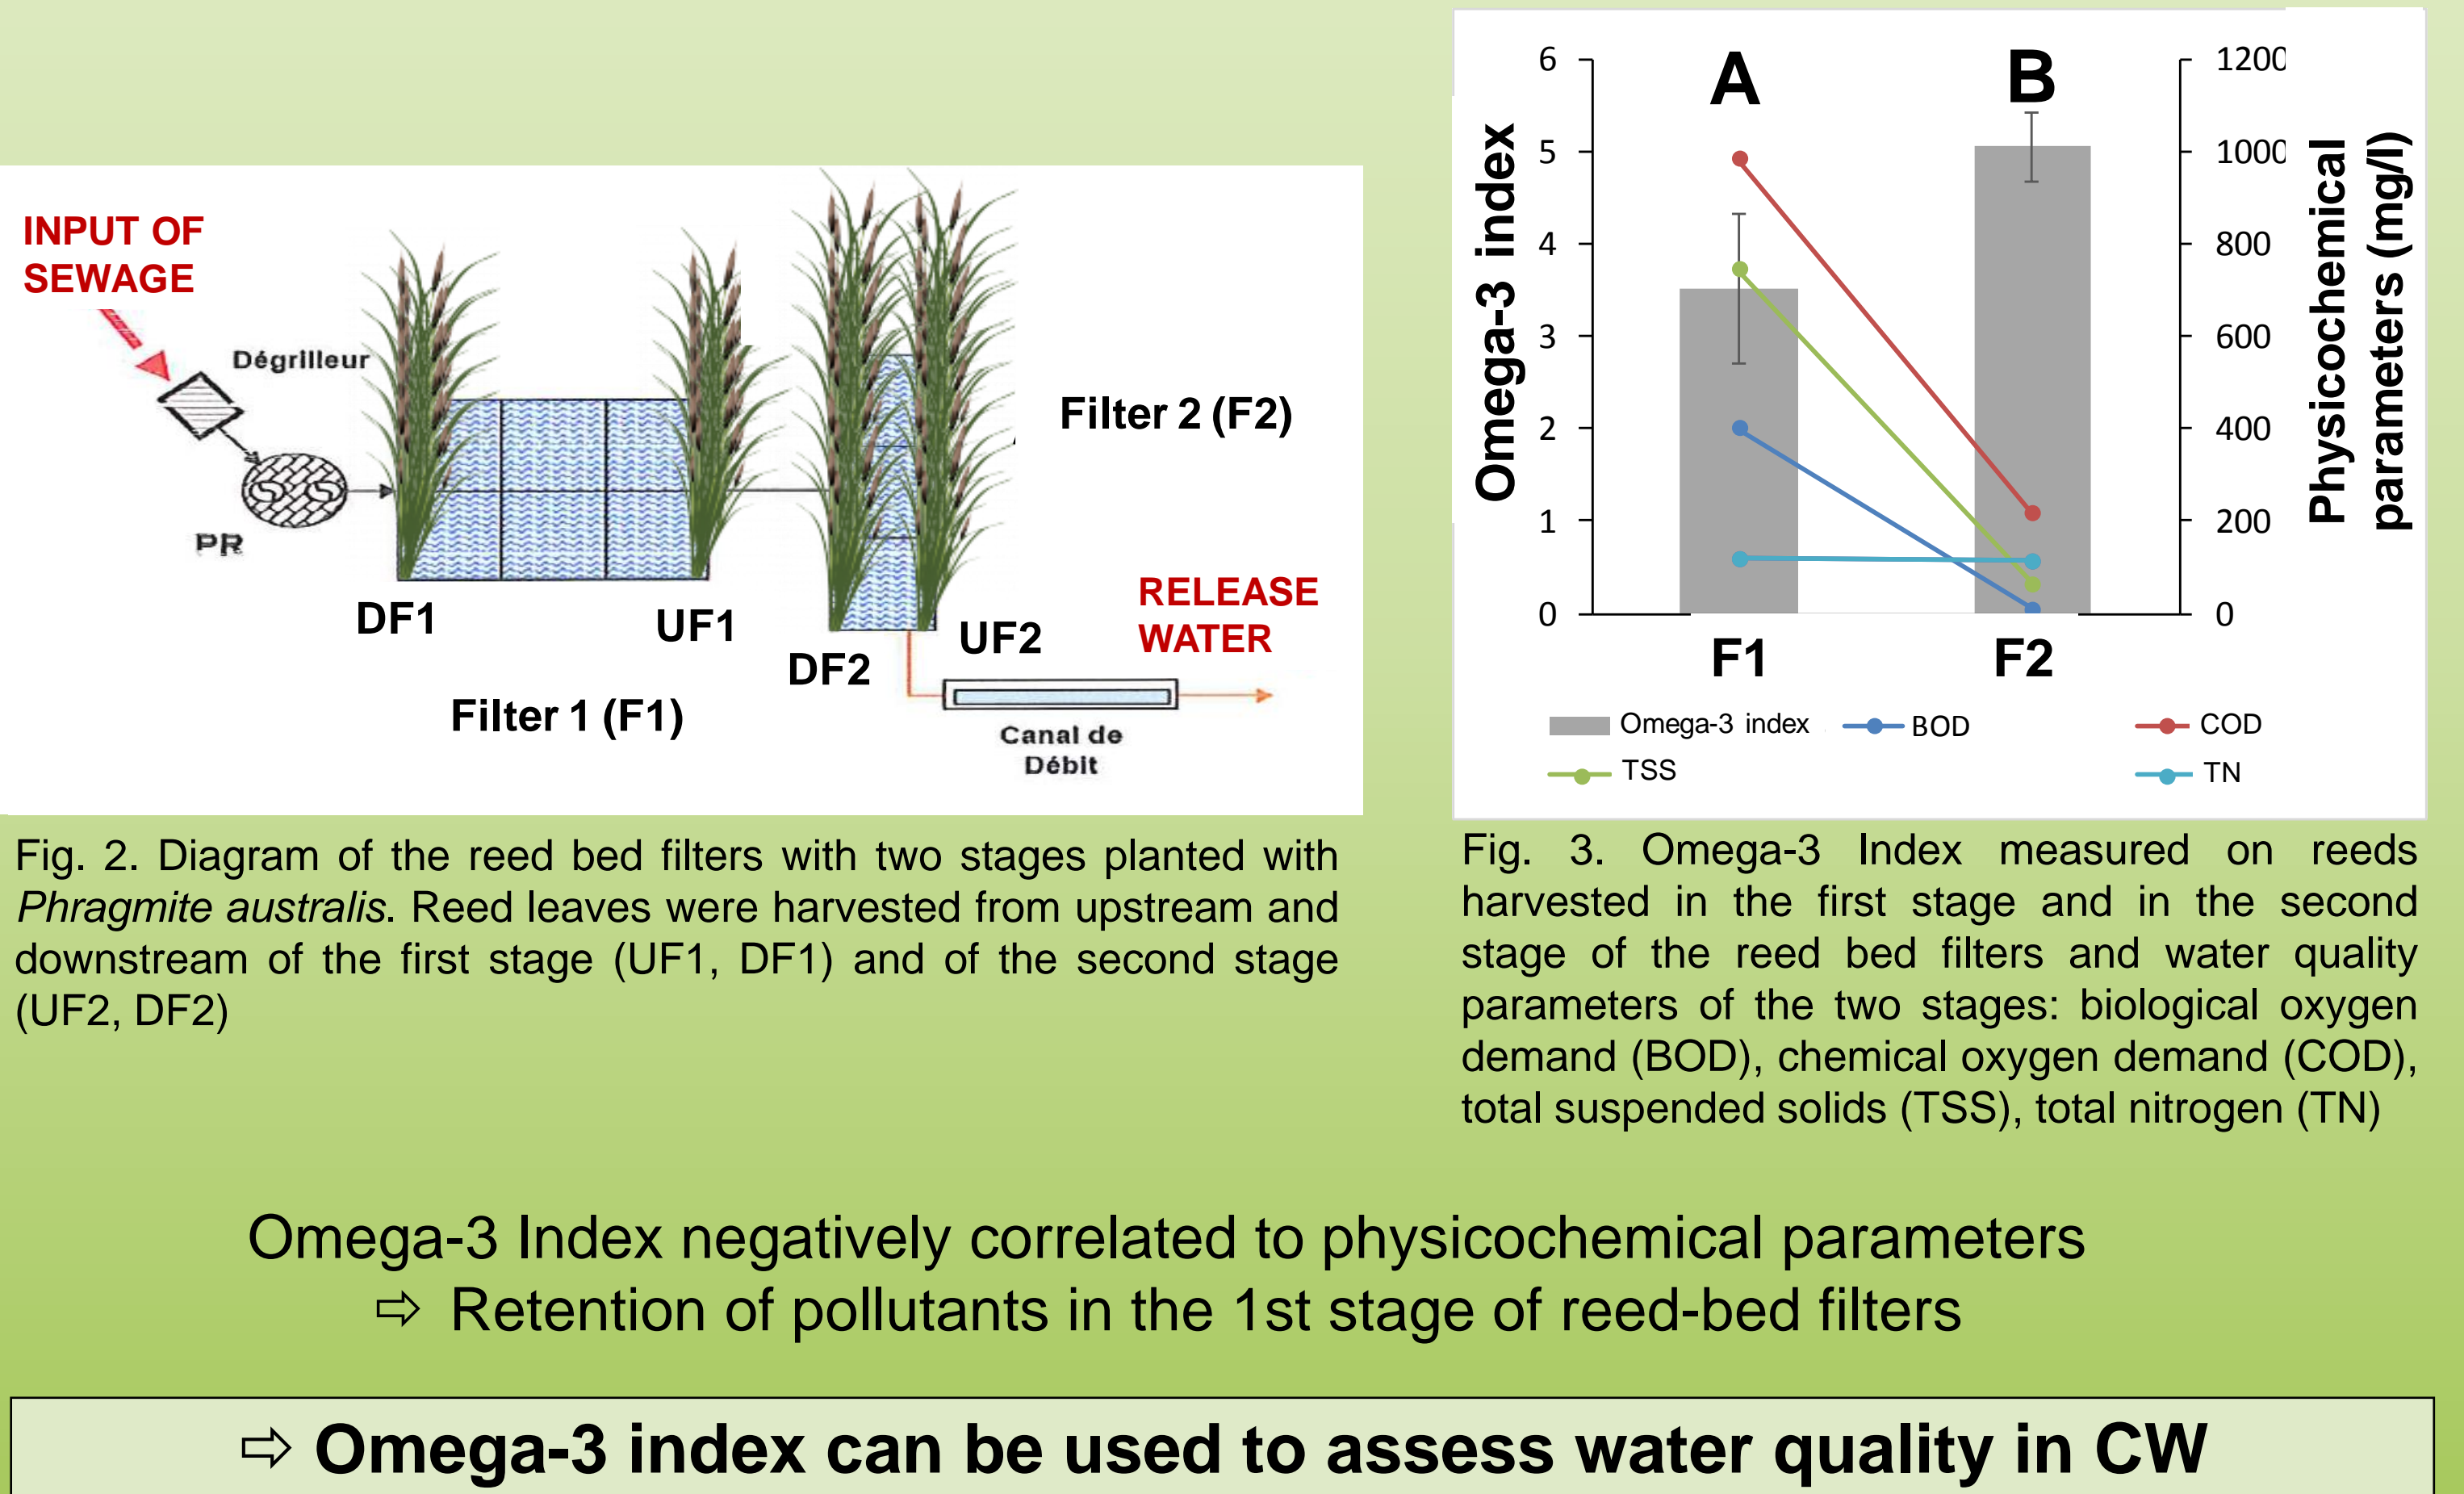 INPUT OF
SEWAGE
Dégrilleur
PR
DF1
UF1
DF2
UF2
Filter 1 (F1)
Filter 2 (F2)
RELEASE
WATER
Canal de
Débit
Fig. 2. Diagram of the reed bed filters with two stages planted with
Phragmite australis. Reed leaves were harvested from upstream and
downstream of the first stage (UF1, DF1) and of the second stage
(UF2, DF2)
A
B
Omega-3 index
6
5
4
3
2
1
0
1200
1000
800
600
400
200
0
Physicochemical
parameters (mg/l)
F1
F2
Omega-3 index
BOD
COD
TSS
TN
Fig. 3. Omega-3 Index measured on reeds
harvested in the first stage and in the second
stage of the reed bed filters and water quality
parameters of the two stages: biological oxygen
demand (BOD), chemical oxygen demand (COD),
total suspended solids (TSS), total nitrogen (TN)
Omega-3 Index negatively correlated to physicochemical parameters
⇨ Retention of pollutants in the 1st stage of reed-bed filters
⇨ Omega-3 index can be used to assess water quality in CW